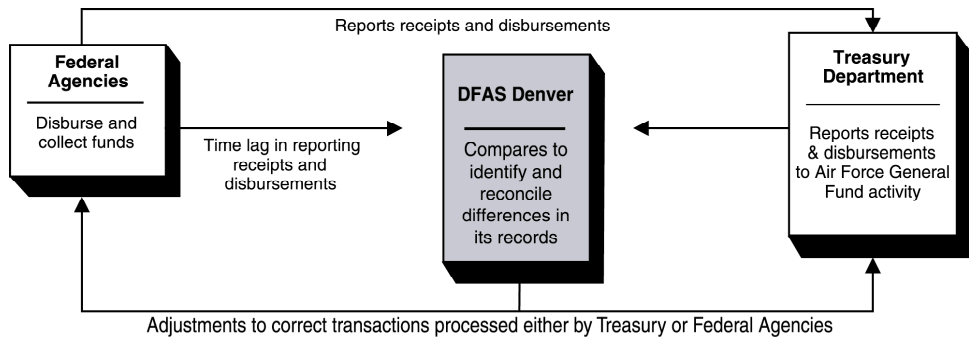 Reports receipts and disbursements
Federal
Agencies
Disburse and
collect funds
Time lag in reporting
receipts and
disbursements
DFAS Denver
Compares to
identify and
reconcile
differences in
its records
Treasury
Department
Reports receipts
& disbursements
to Air Force General
Fund activity
Adjustments to correct transactions processed either by Treasury or Federal Agencies